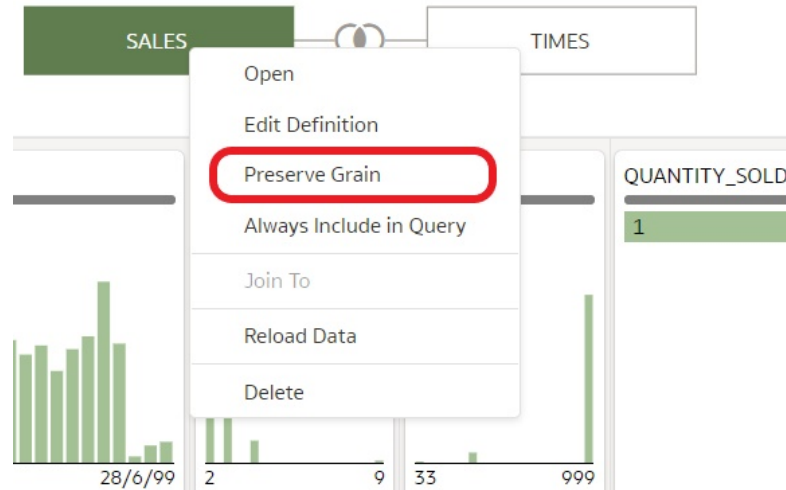 SALES
TIMES
Open
Edit Definition
Preserve Grain
Always Include in Query
Join To
Reload Data
Delete
QUANTITY_SOLD
1
28/6/99
2
9
33
999